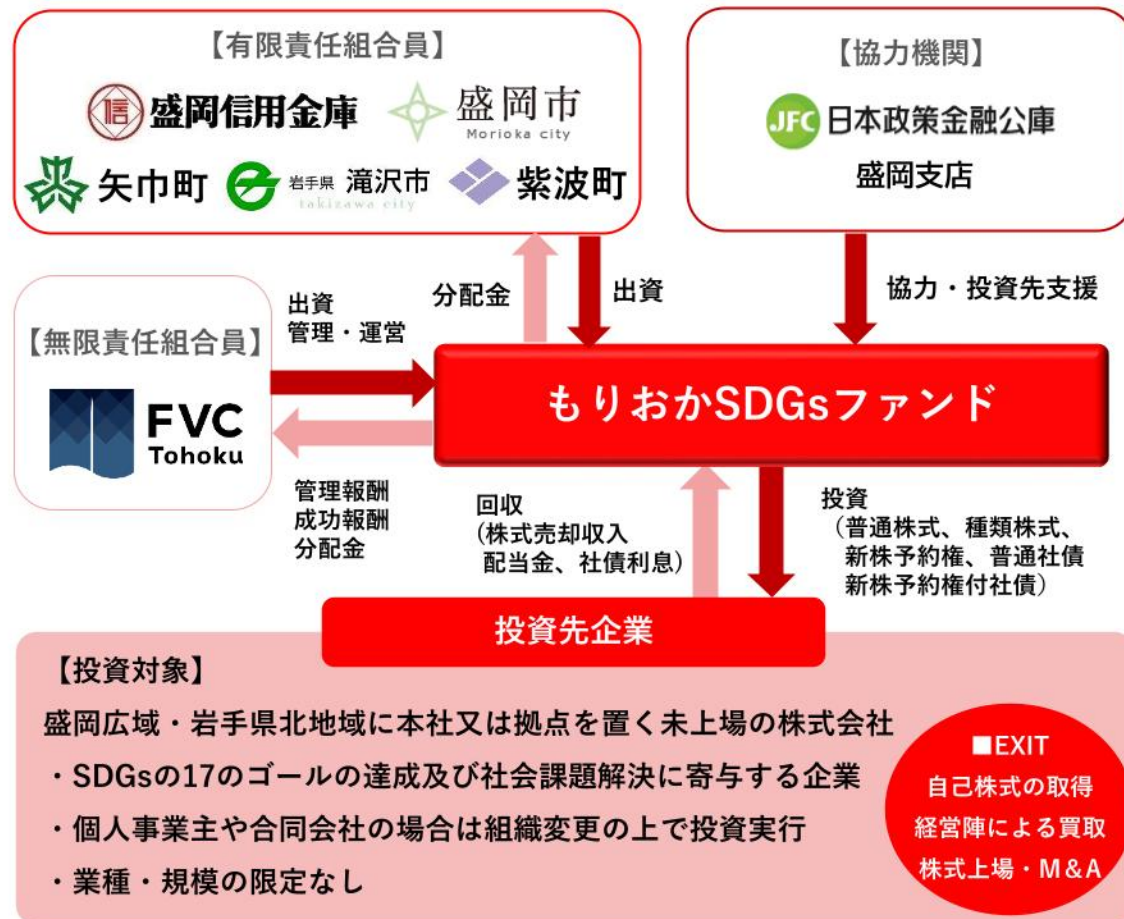 【有限責任組合員】
信 盛岡信用金庫
盛岡市
Morioka city
矢巾町
岩手県 滝沢市
takizawa city
紫波町
【協力機関】
JFC 日本政策金融公庫
盛岡支店
分配金
出資
協力・投資先支援
【無限責任組合員】
FVC
Tohoku
出資
管理・運営
もりおかSDGsファンド
管理報酬
成功報酬
分配金
回収
(株式売却収入
配当金、社債利息)
投資
(普通株式、種類株式、
新株予約権、普通社債
新株予約権付社債)
投資先企業
【投資対象】
盛岡広域・岩手県北地域に本社又は拠点を置く未上場の株式会社
・SDGsの17のゴールの達成及び社会課題解決に寄与する企業
・個人事業主や合同会社の場合は組織変更の上で投資実行
・業種・規模の限定なし
■EXIT
自己株式の取得
経営陣による買取
株式上場・M＆A